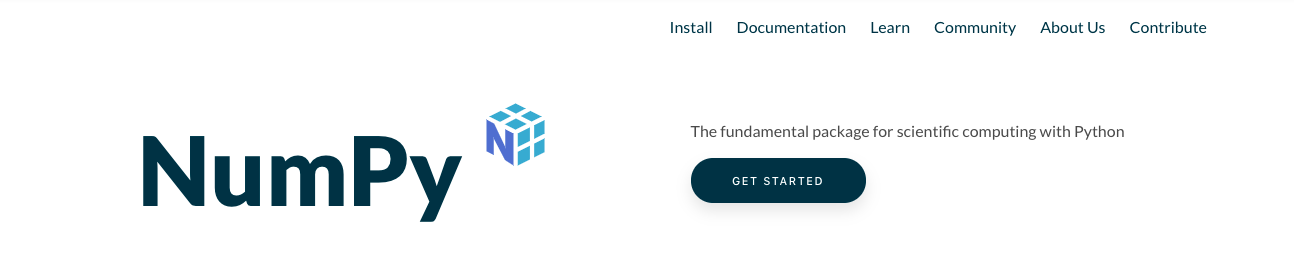 Install Documentation Learn Community About Us Contribute
NumPy
The fundamental package for scientific computing with Python
GET STARTED